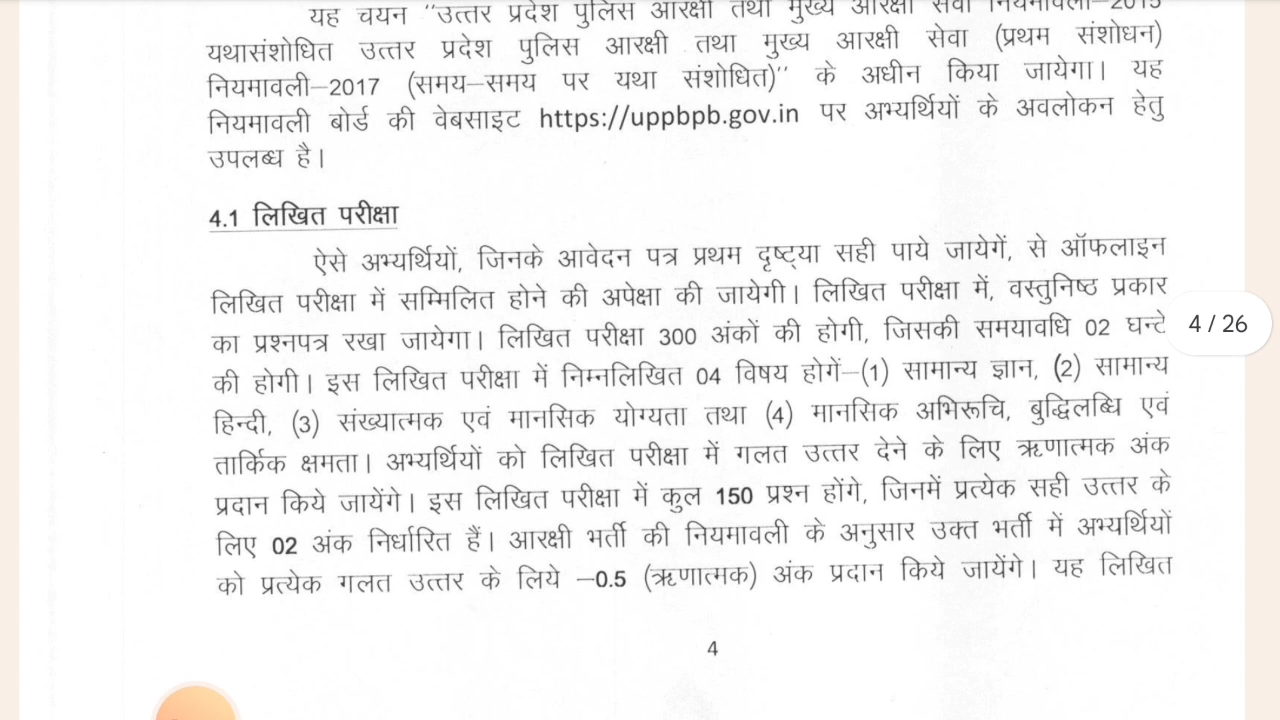 यह चयन "उत्तर प्रदेश पुलिस आरक्षी तथा मुख्य आरक्षी सेवा नियमावली–2015
यथासंशोधित उत्तर प्रदेश पुलिस आरक्षी तथा मुख्य आरक्षी सेवा (प्रथम संशोधन)
नियमावली–2017 (समय–समय पर यथा संशोधित)'' के अधीन किया जायेगा। यह
नियमावली बोर्ड की वेबसाइट https://uppbpb.gov.in पर अभ्यर्थियों के अवलोकन हेतु
उपलब्ध है।
4.1 लिखित परीक्षा
ऐसे अभ्यर्थियों, जिनके आवेदन पत्र प्रथम दृष्ट्या सही पाये जायेगें, से ऑफलाइन
लिखित परीक्षा में सम्मिलित होने की अपेक्षा की जायेगी। लिखित परीक्षा में, वस्तुनिष्ठ प्रकार
का प्रश्नपत्र रखा जायेगा। लिखित परीक्षा 300 अंकों की होगी, जिसकी समयावधि 02 घन्टे
4 / 26
की होगी। इस लिखित परीक्षा में निम्नलिखित 04 विषय होगें–(1) सामान्य ज्ञान, (2) सामान्य
हिन्दी, (3) संख्यात्मक एवं मानसिक योग्यता तथा (4) मानसिक अभिरूचि, बुद्धिलब्धि एवं
तार्किक क्षमता। अभ्यर्थियों को लिखित परीक्षा में गलत उत्तर देने के लिए ऋणात्मक अंक
प्रदान किये जायेंगे। इस लिखित परीक्षा में कुल 150 प्रश्न होंगे, जिनमें प्रत्येक सही उत्तर के
लिए 02 अंक निर्धारित हैं। आरक्षी भर्ती की नियमावली के अनुसार उक्त भर्ती में अभ्यर्थियों
को प्रत्येक गलत उत्तर के लिये –0.5 (ऋणात्मक) अंक प्रदान किये जायेंगे। यह लिखित
4